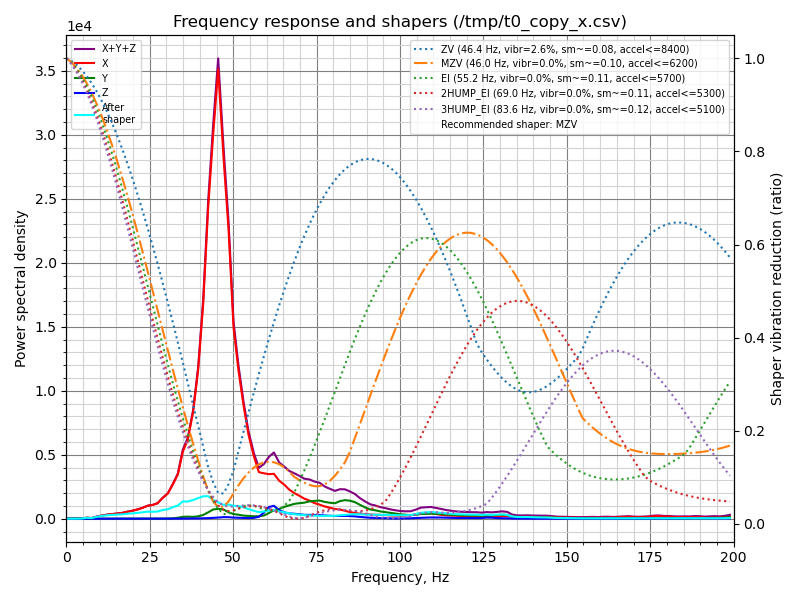 Frequency response and shapers (/tmp/t0_copy_x.csv)
1e4
X+Y+Z
X
Y
Z
After
shaper
ZV (46.4 Hz, vibr=2.6%, sm~=0.08, accel<=8400)
MZV (46.0 Hz, vibr=0.0%, sm~=0.10, accel<=6200)
EI (55.2 Hz, vibr=0.0%, sm~=0.11, accel<=5700)
2HUMP_EI (69.0 Hz, vibr=0.0%, sm~=0.11, accel<=5300)
3HUMP_EI (83.6 Hz, vibr=0.0%, sm~=0.12, accel<=5100)
Recommended shaper: MZV
Power spectral density
3.5
3.0
2.5
2.0
1.5
1.0
0.5
0.0
1.0
0.8
0.6
0.4
0.2
0.0
Shaper vibration reduction (ratio)
0 25 50 75 100 125 150 175 200
Frequency, Hz